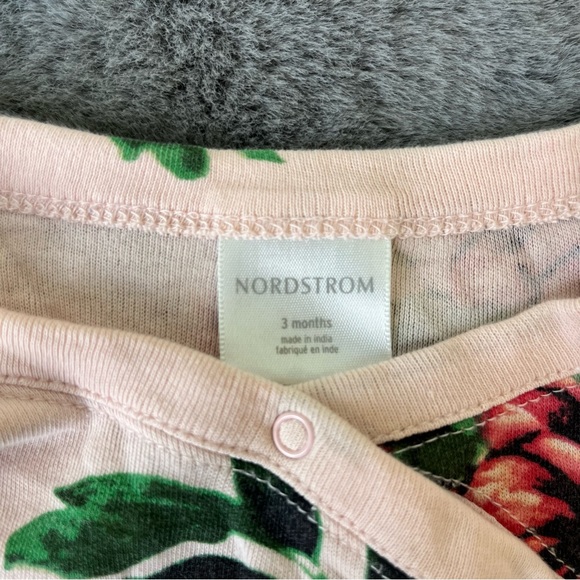 NORDSTROM
3 months
made in india
fabriqué en inde